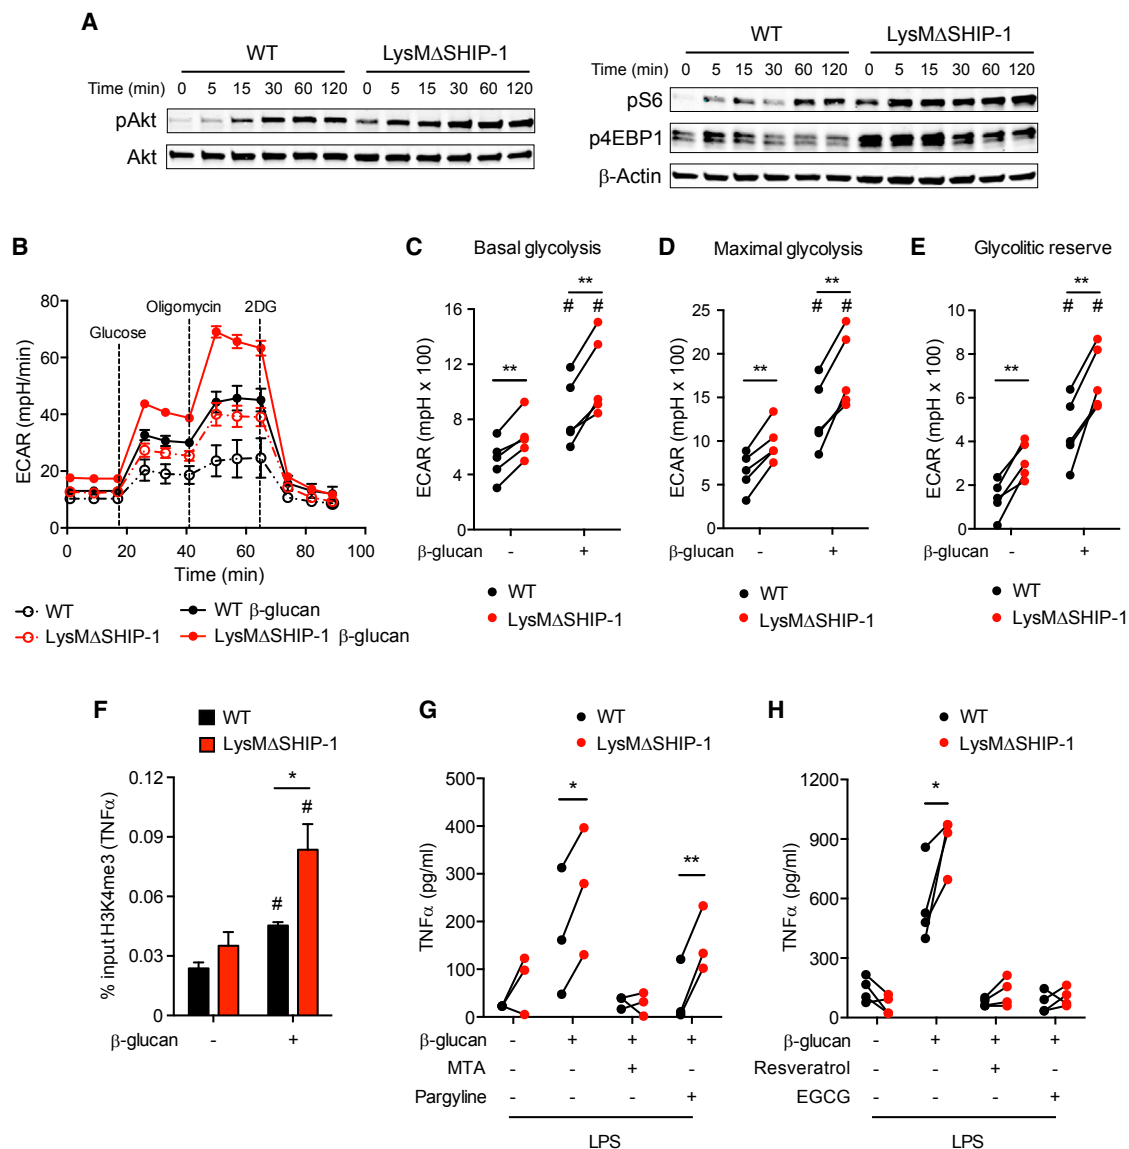 A
WT
LysMΔSHIP-1
Time (min) 0 5 15 30 60 120 0 5 15 30 60 120
pAkt
Akt
WT
LysMΔSHIP-1
Time (min) 0 5 15 30 60 120 0 5 15 30 60 120
pS6
p4EBP1
β-Actin
B
80
60
40
20
0
ECAR (mpH/min)
Glucose
Oligomycin
2DG
0 20 40 60 80 100
Time (min)
WT
WT β-glucan
LysMΔSHIP-1
LysMΔSHIP-1 β-glucan
C
Basal glycolysis
16
12
8
4
0
ECAR (mpH x 100)
**
**
# #
β-glucan - +
WT
LysMΔSHIP-1
D
Maximal glycolysis
25
20
15
10
5
0
ECAR (mpH x 100)
**
**
# #
β-glucan - +
WT
LysMΔSHIP-1
E
Glycolitic reserve
10
8
6
4
2
0
ECAR (mpH x 100)
**
**
# #
β-glucan - +
WT
LysMΔSHIP-1
F
WT
LysMΔSHIP-1
0.12
0.09
0.06
0.03
0
% input H3K4me3 (TNFα)
*
#
#
β-glucan - +
G
WT
LysMΔSHIP-1
500
400
300
200
100
0
TNFα (pg/ml)
*
**
β-glucan - + + +
MTA - - + -
Pargyline - - - +
LPS
H
WT
LysMΔSHIP-1
1200
900
600
300
0
TNFα (pg/ml)
*
β-glucan - + + +
Resveratrol - - + -
EGCG - - - +
LPS